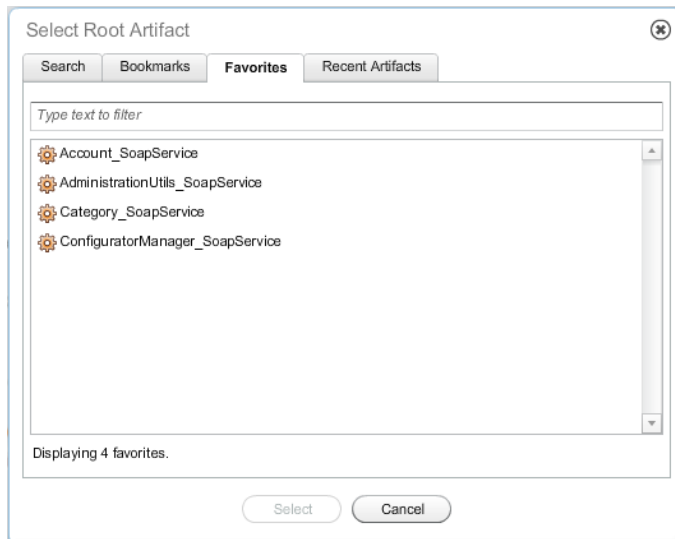 Select Root Artifact
Search Bookmarks Favorites Recent Artifacts
Type text to filter
Account_SoapService
AdministrationUtils_SoapService
Category_SoapService
ConfiguratorManager_SoapService
Displaying 4 favorites.
Select Cancel